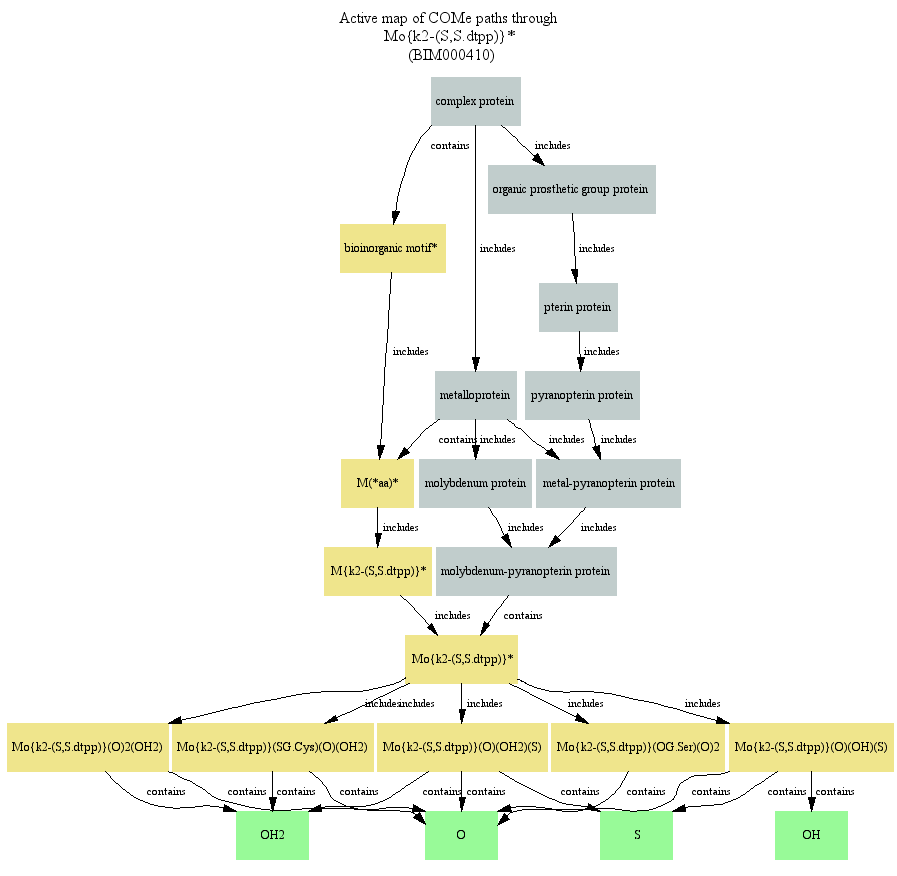 Active map of COMe paths through
Mo{k2-(S,S.dtpp)}*
(BIM000410)
complex protein
contains
includes
organic prosthetic group protein
bioinorganic motif*
includes
includes
pterin protein
includes
includes
metalloprotein
pyranopterin protein
contains
includes
includes
includes
M(*aa)*
molybdenum protein
metal-pyranopterin protein
includes
includes
includes
M{k2-(S,S.dtpp)}*
molybdenum-pyranopterin protein
includes
contains
Mo{k2-(S,S.dtpp)}*
includes
includes
includes
includes
includes
Mo{k2-(S,S.dtpp)}(O)2(OH2)
Mo{k2-(S,S.dtpp)}(SG.Cys)(O)(OH2)
Mo{k2-(S,S.dtpp)}(O)(OH2)(S)
Mo{k2-(S,S.dtpp)}(OG.Ser)(O)2
Mo{k2-(S,S.dtpp)}(O)(OH)(S)
contains
contains
contains
contains
contains
contains
contains
contains
contains
contains
contains
OH2
O
S
OH